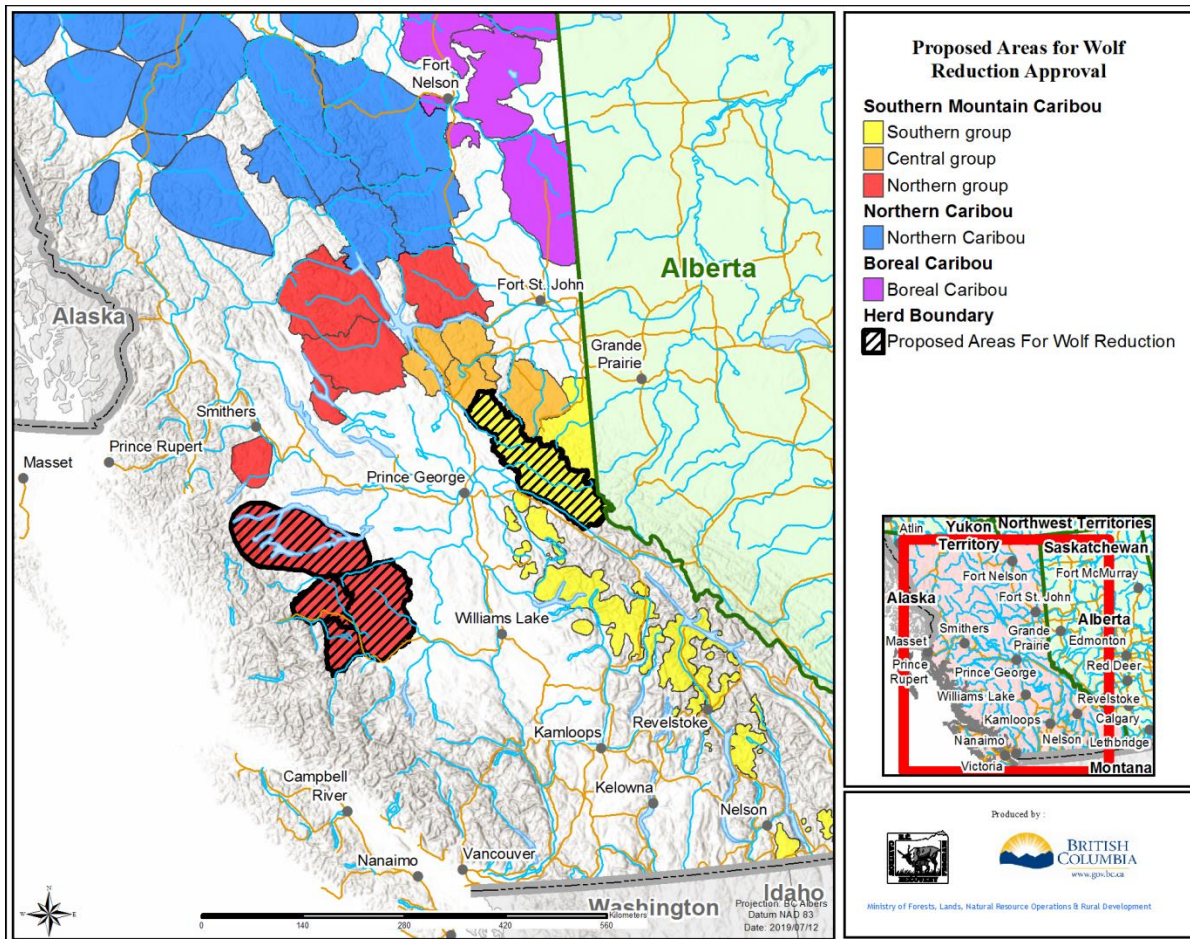 Fort
Nelson
Fort St. John
Alberta
Alaska
Grande
Prairie
Smithers
Prince Rupert
Masset
Prince George
Williams Lake
Revelstoke
Kamloops
Campbell
River
Kelowna
Nelson
Nanaimo
Vancouver
Idaho
Washington
N
W
E
S
0 140 280 420 560
Kilometers
Projection: BC Albers
Datum NAD 83
Date: 2019/07/12
Proposed Areas for Wolf
Reduction Approval
Southern Mountain Caribou
Southern group
Central group
Northern group
Northern Caribou
Northern Caribou
Boreal Caribou
Boreal Caribou
Herd Boundary
Proposed Areas For Wolf Reduction
Atlin
Yukon
Territory
Northwest Territories
Saskatchewan
Fort Nelson
Fort McMurray
Fort St. John
Alaska
Alberta
Smithers
Grande
Prairie
Edmonton
Masset
Prince
Rupert
Red Deer
Prince George
Williams Lake
Revelstoke
Kamloops
Calgary
Nanaimo
Nelson
Lethbridge
Victoria
Montana
Produced by :
B.C.
CARIBOU
RECOVERY
PROGRAM
BRITISH
COLUMBIA
www.gov.bc.ca
Ministry of Forests, Lands, Natural Resource Operations & Rural Development